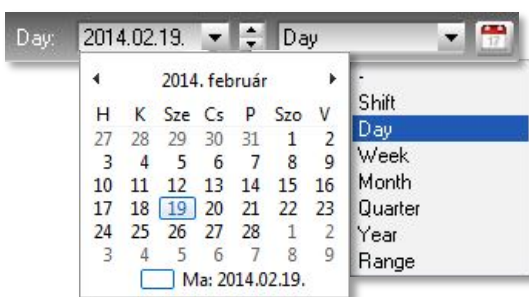 Day: 2014.02.19. Day 17
2014. február
H K Sze Cs P Szo V
27 28 29 30 31 1 2
3 4 5 6 7 8 9
10 11 12 13 14 15 16
17 18 19 20 21 22 23
24 25 26 27 28 1 2
3 4 5 6 7 8 9
Ma: 2014.02.19.
-
Shift
Day
Week
Month
Quarter
Year
Range